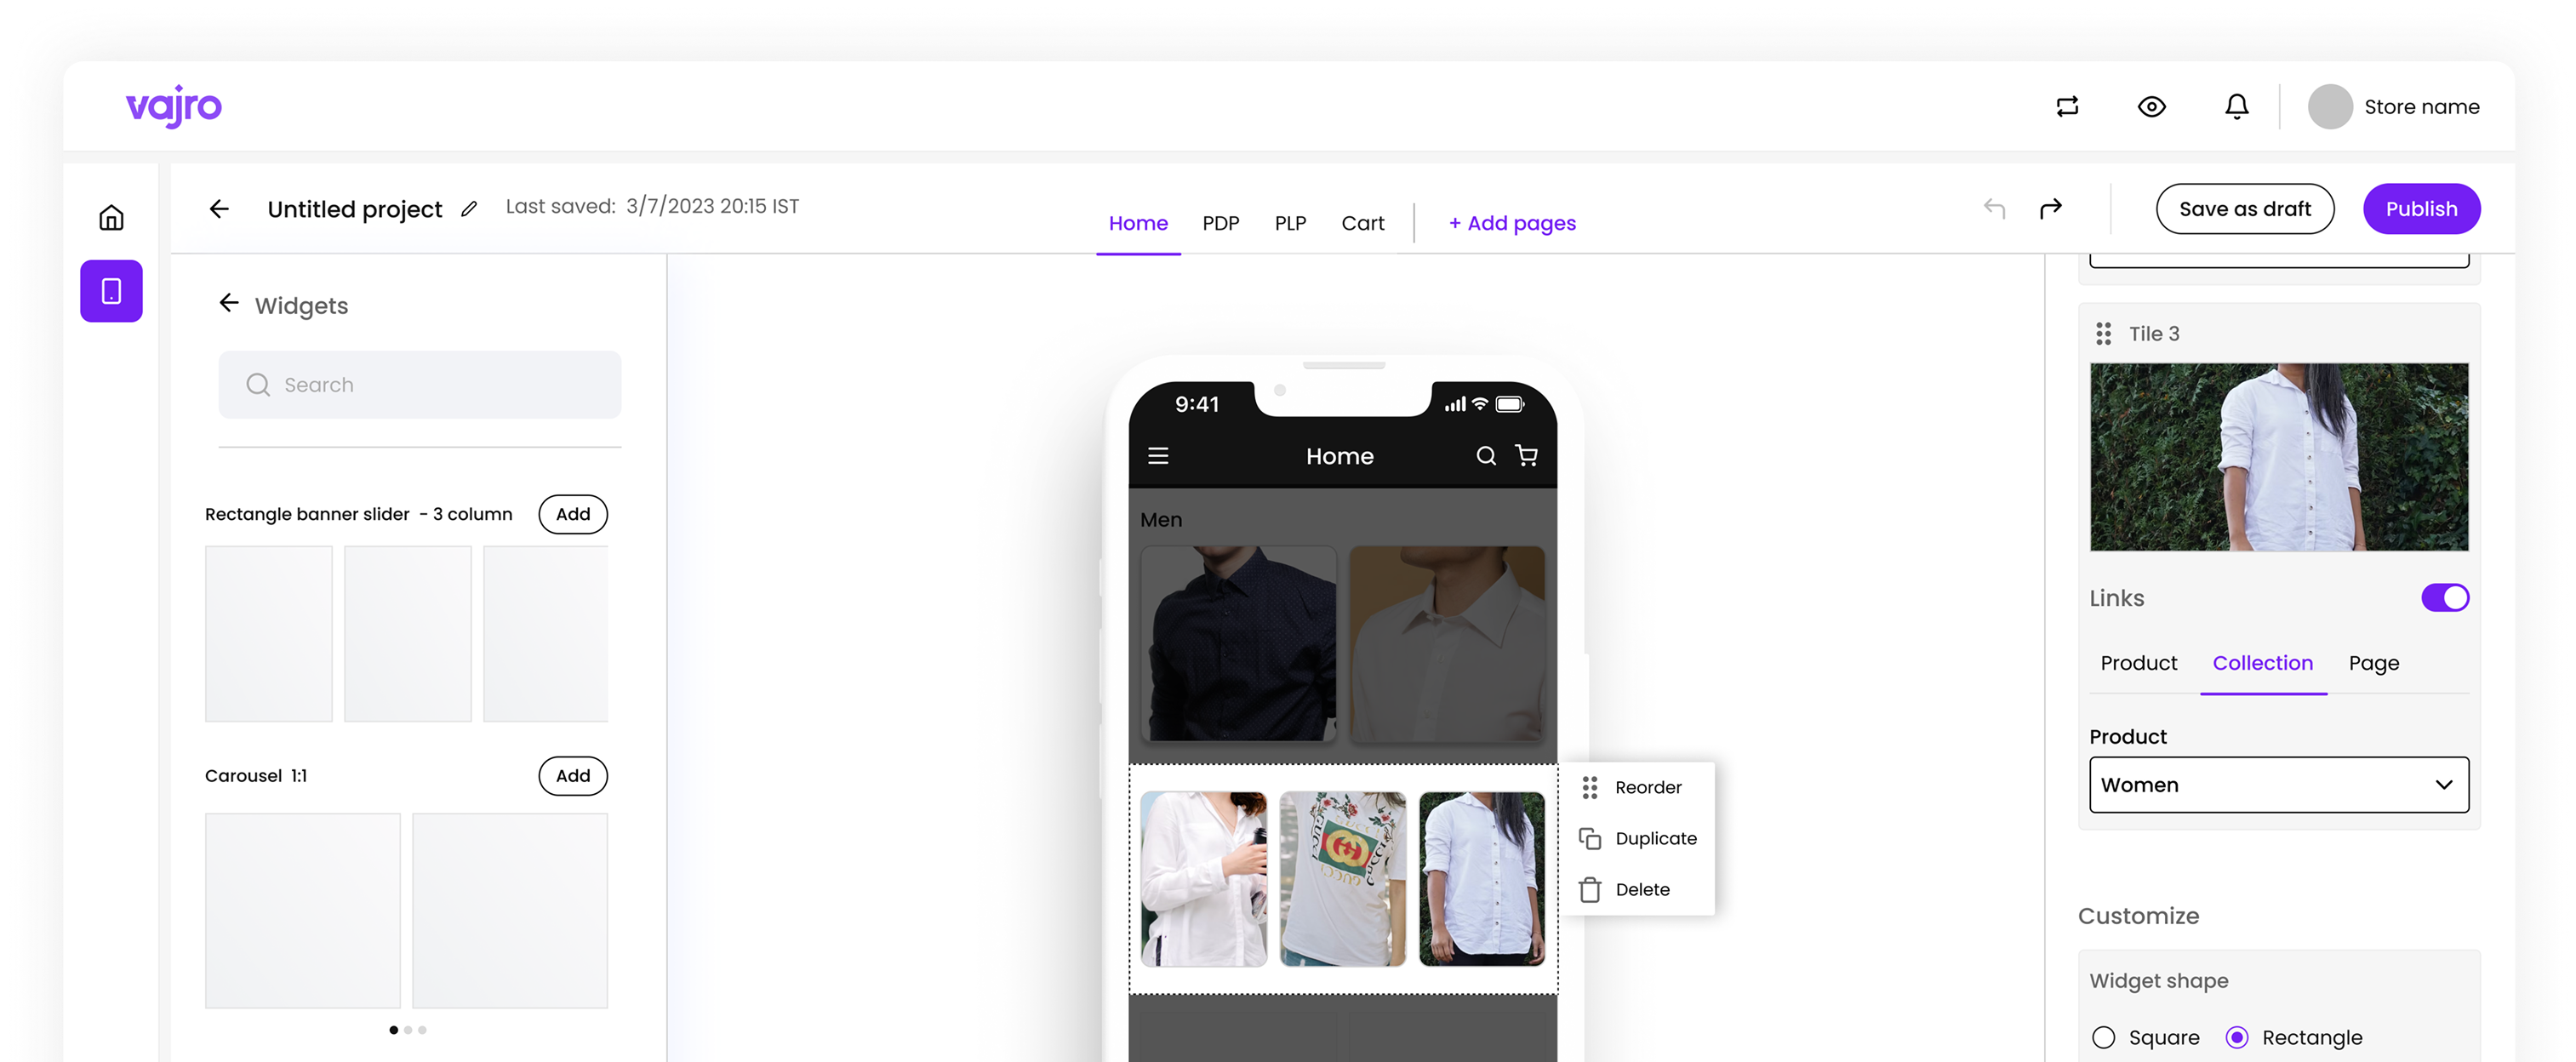 vajro
Store name
Untitled project
Last saved: 3/7/2023 20:15 IST
Home
PDP
PLP
Cart
+ Add pages
Save as draft
Publish
Widgets
Search
Rectangle banner slider - 3 column
Add
Carousel 1:1
Add
9:41
Home
Men
GUCCI
Reorder
Duplicate
Delete
Tile 3
Links
Product
Collection
Page
Product
Women
Customize
Widget shape
Square
Rectangle